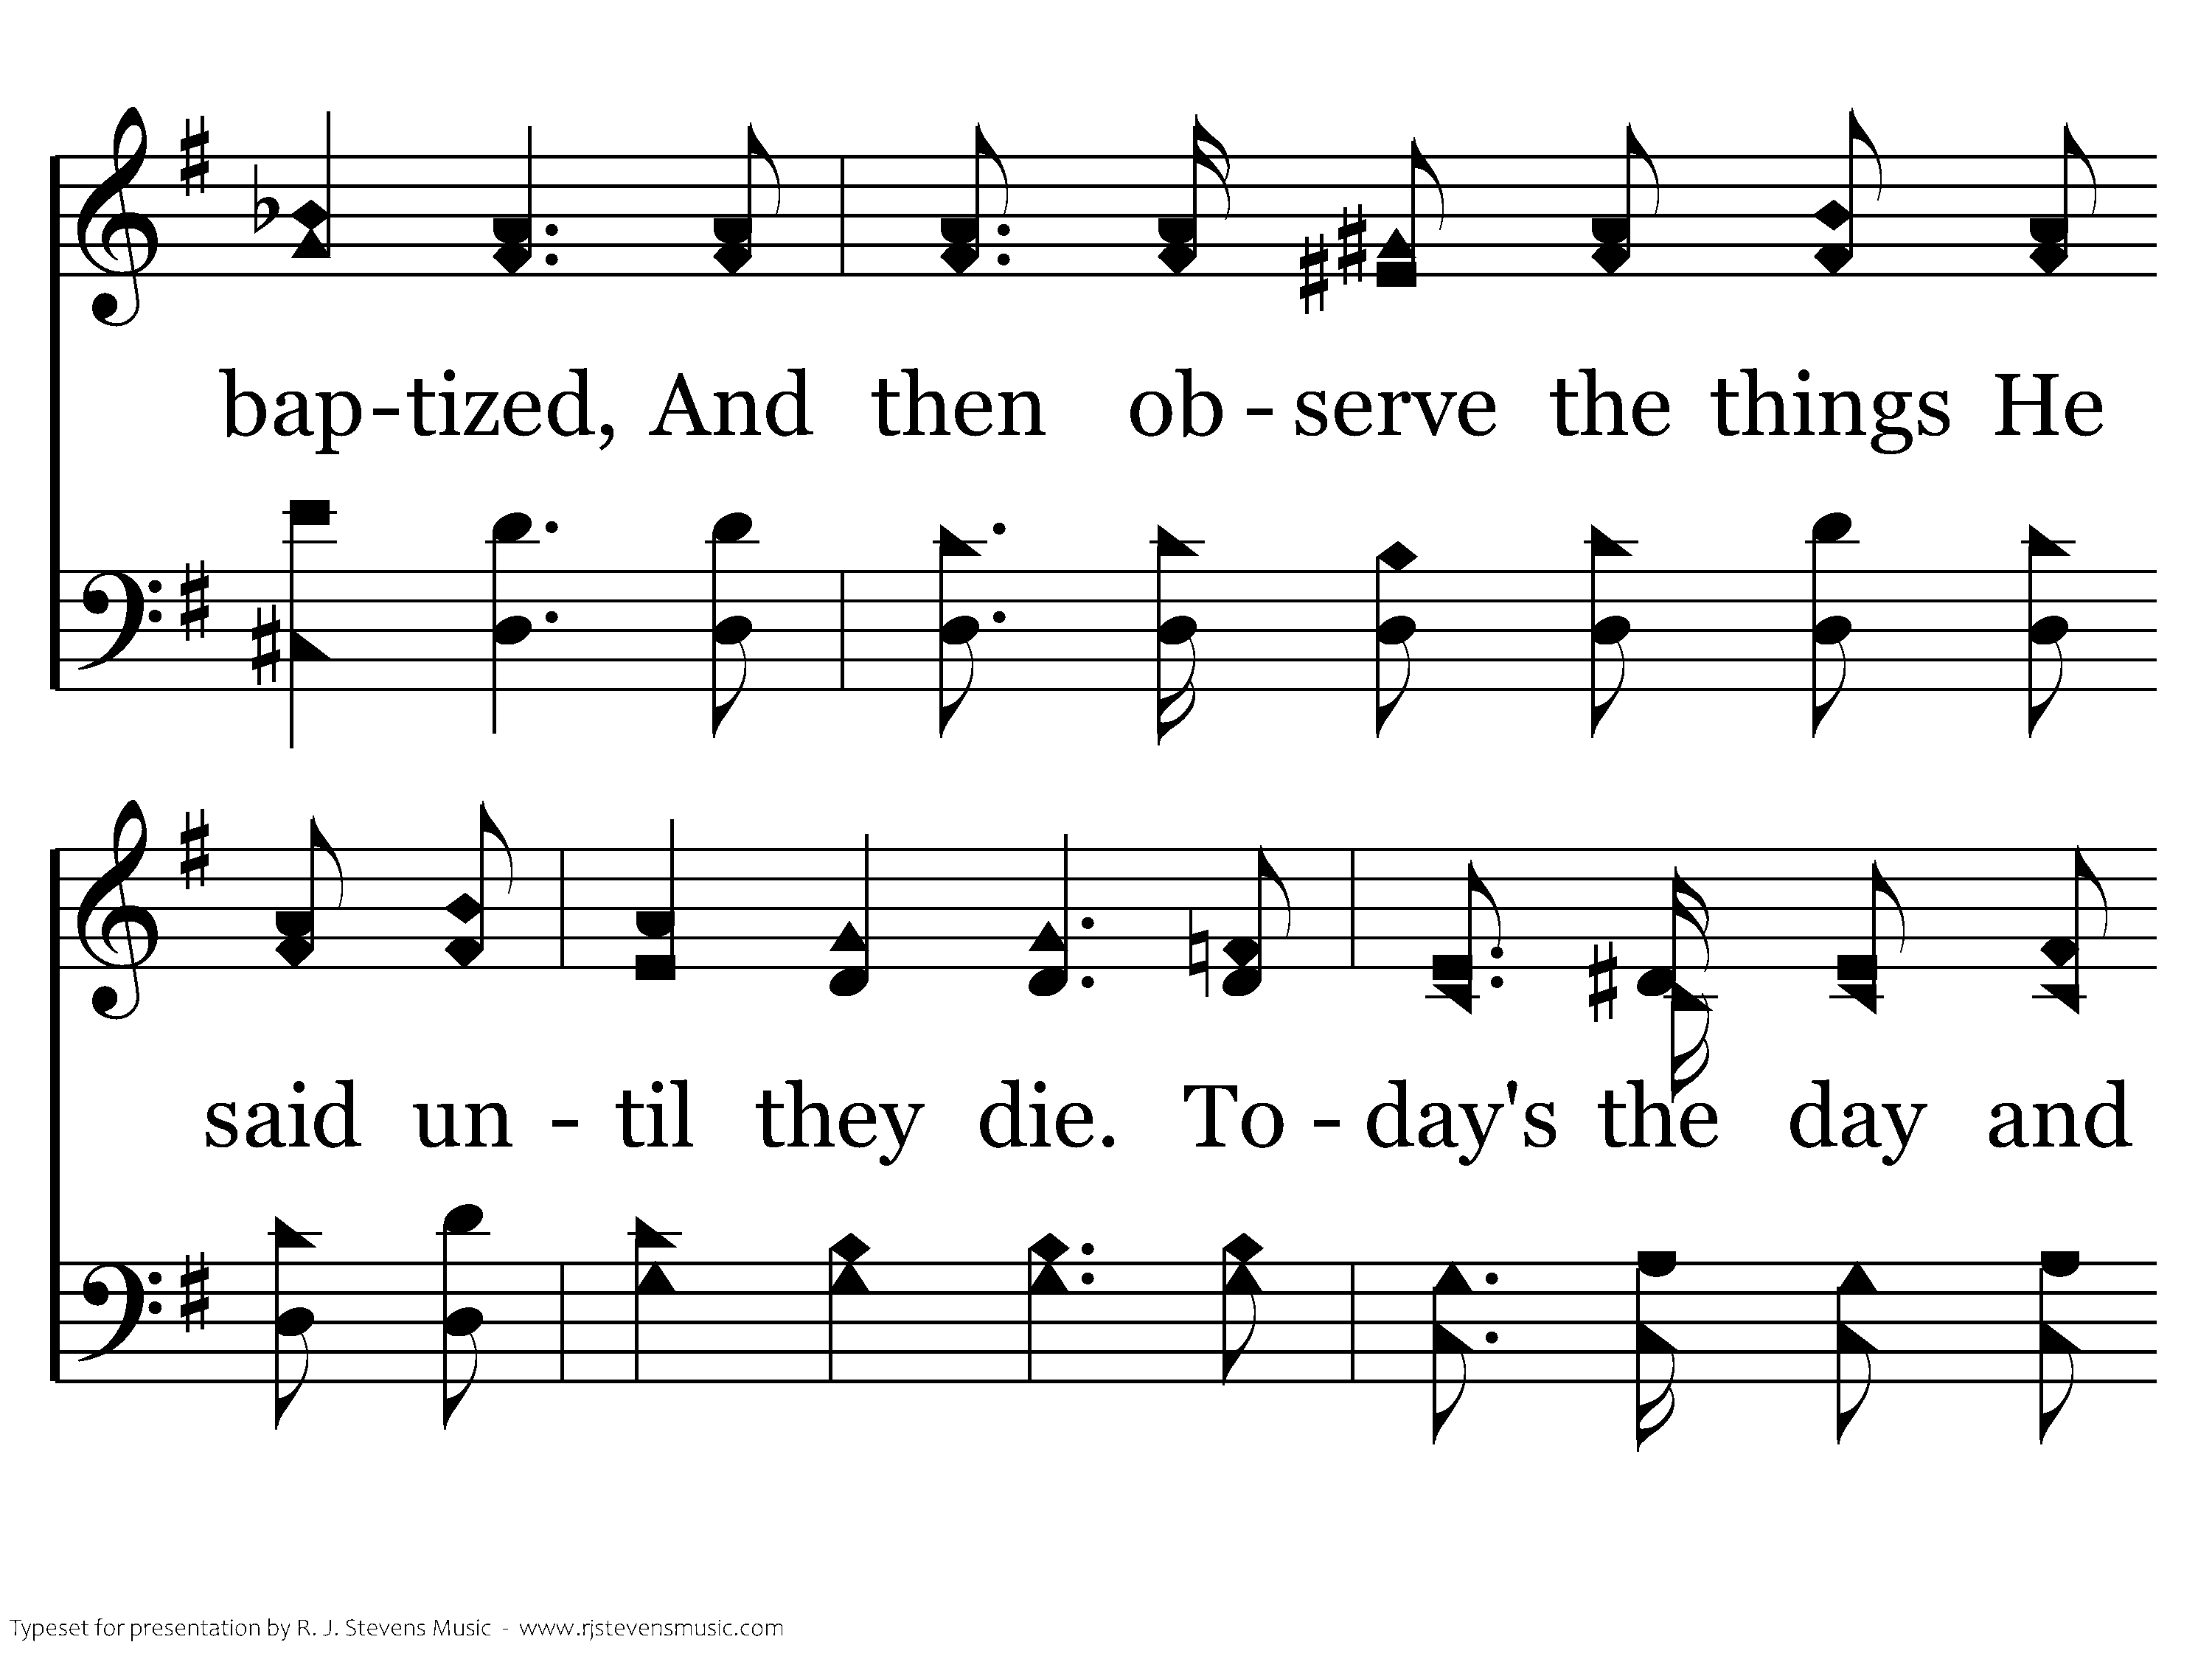 bap-tized, And then ob - serve the things He
said un - til they die. To - day's the day and
Typeset for presentation by R. J. Stevens Music - www.rjstevensmusic.com